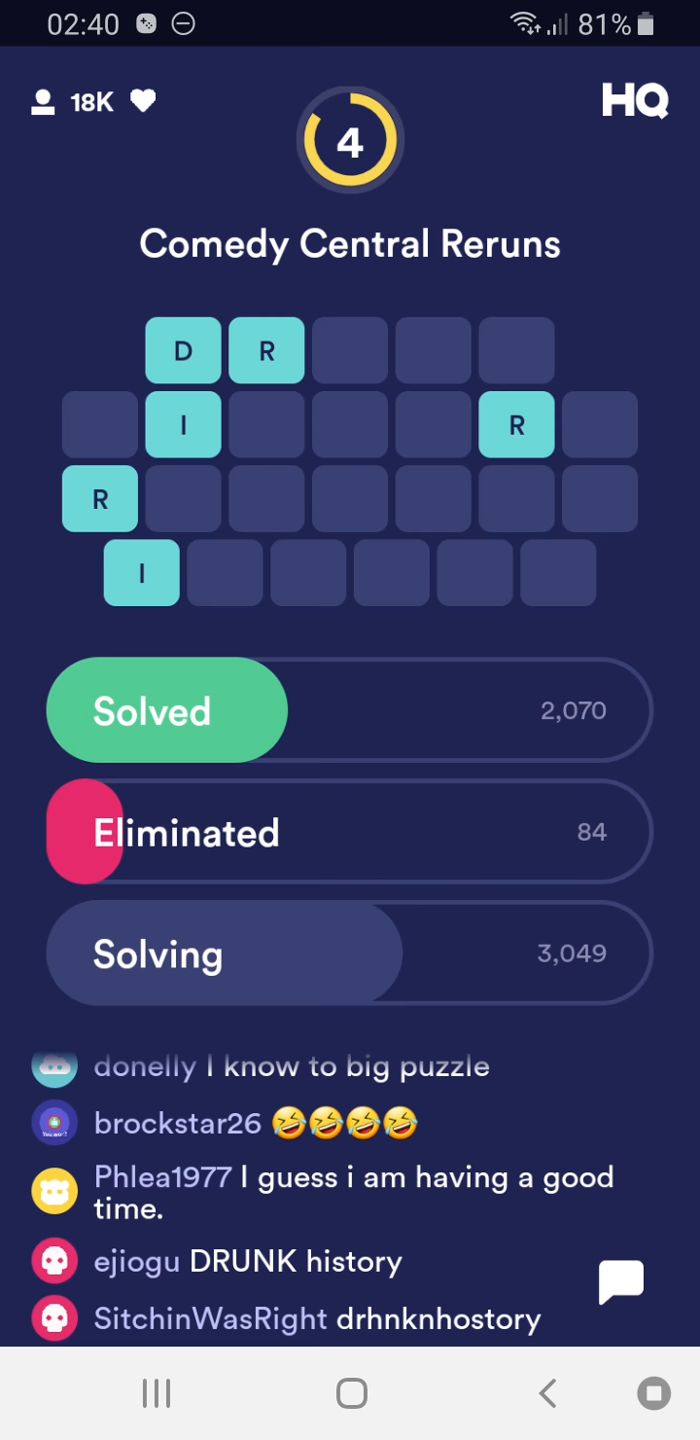 02:40 81%
18K 4 HQ
Comedy Central Reruns
D R
I R
R
I
Solved 2,070
Eliminated 84
Solving 3,049
donelly I know to big puzzle
brockstar26 🤣🤣🤣🤣
Phlea1977 I guess i am having a good
time.
ejiogu DRUNK history
SitchinWasRight drhnknhostory